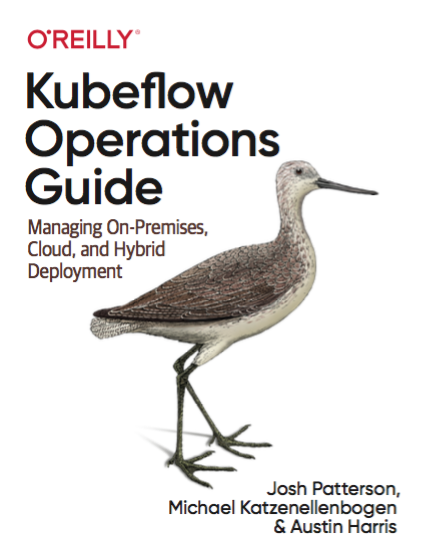 O'REILLY®
Kubeflow
Operations
Guide
Managing On-Premises,
Cloud, and Hybrid
Deployment
Josh Patterson,
Michael Katzenellenbogen
& Austin Harris